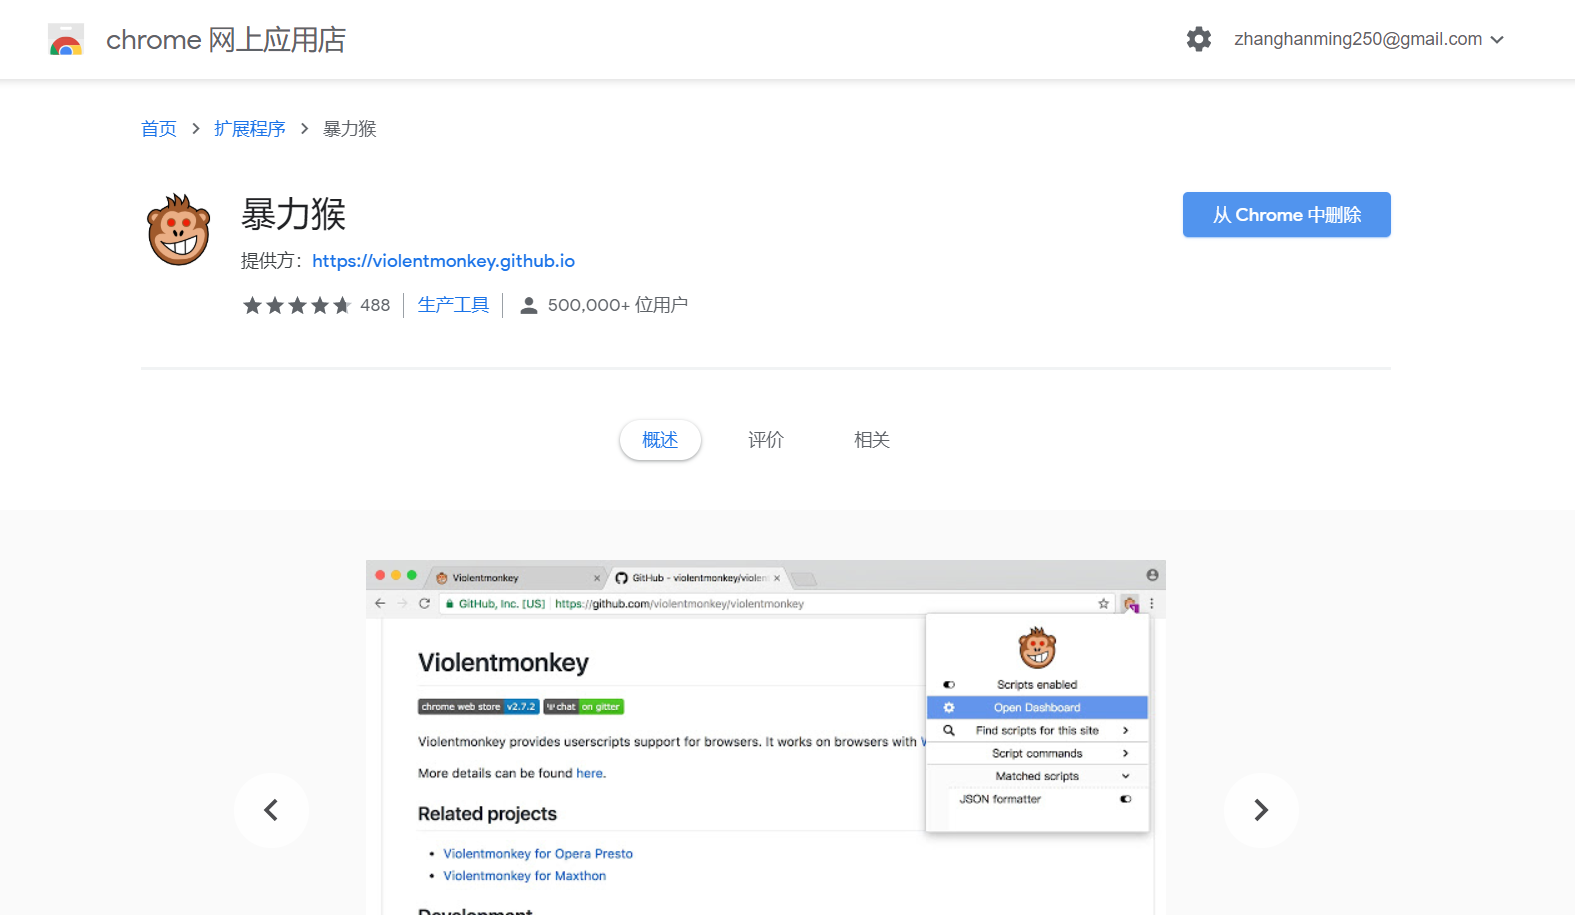 chrome 网上应用店
zhanghanming250@gmail.com
首页 > 扩展程序 > 暴力猴
暴力猴
从 Chrome 中删除
提供方： https://violentmonkey.github.io
488 生产工具 500,000+ 位用户
概述 评价 相关
Violentmonkey × GitHub - violentmonkey/violen ×
GitHub, Inc. [US] https://github.com/violentmonkey/violentmonkey
Violentmonkey
chrome web store v2.7.2 chat on gitter
Violentmonkey provides userscripts support for browsers. It works on browsers with
More details can be found here.
Related projects
Violentmonkey for Opera Presto
Violentmonkey for Maxthon
Development
Scripts enabled
Open Dashboard
Find scripts for this site
Script commands
Matched scripts
JSON formatter